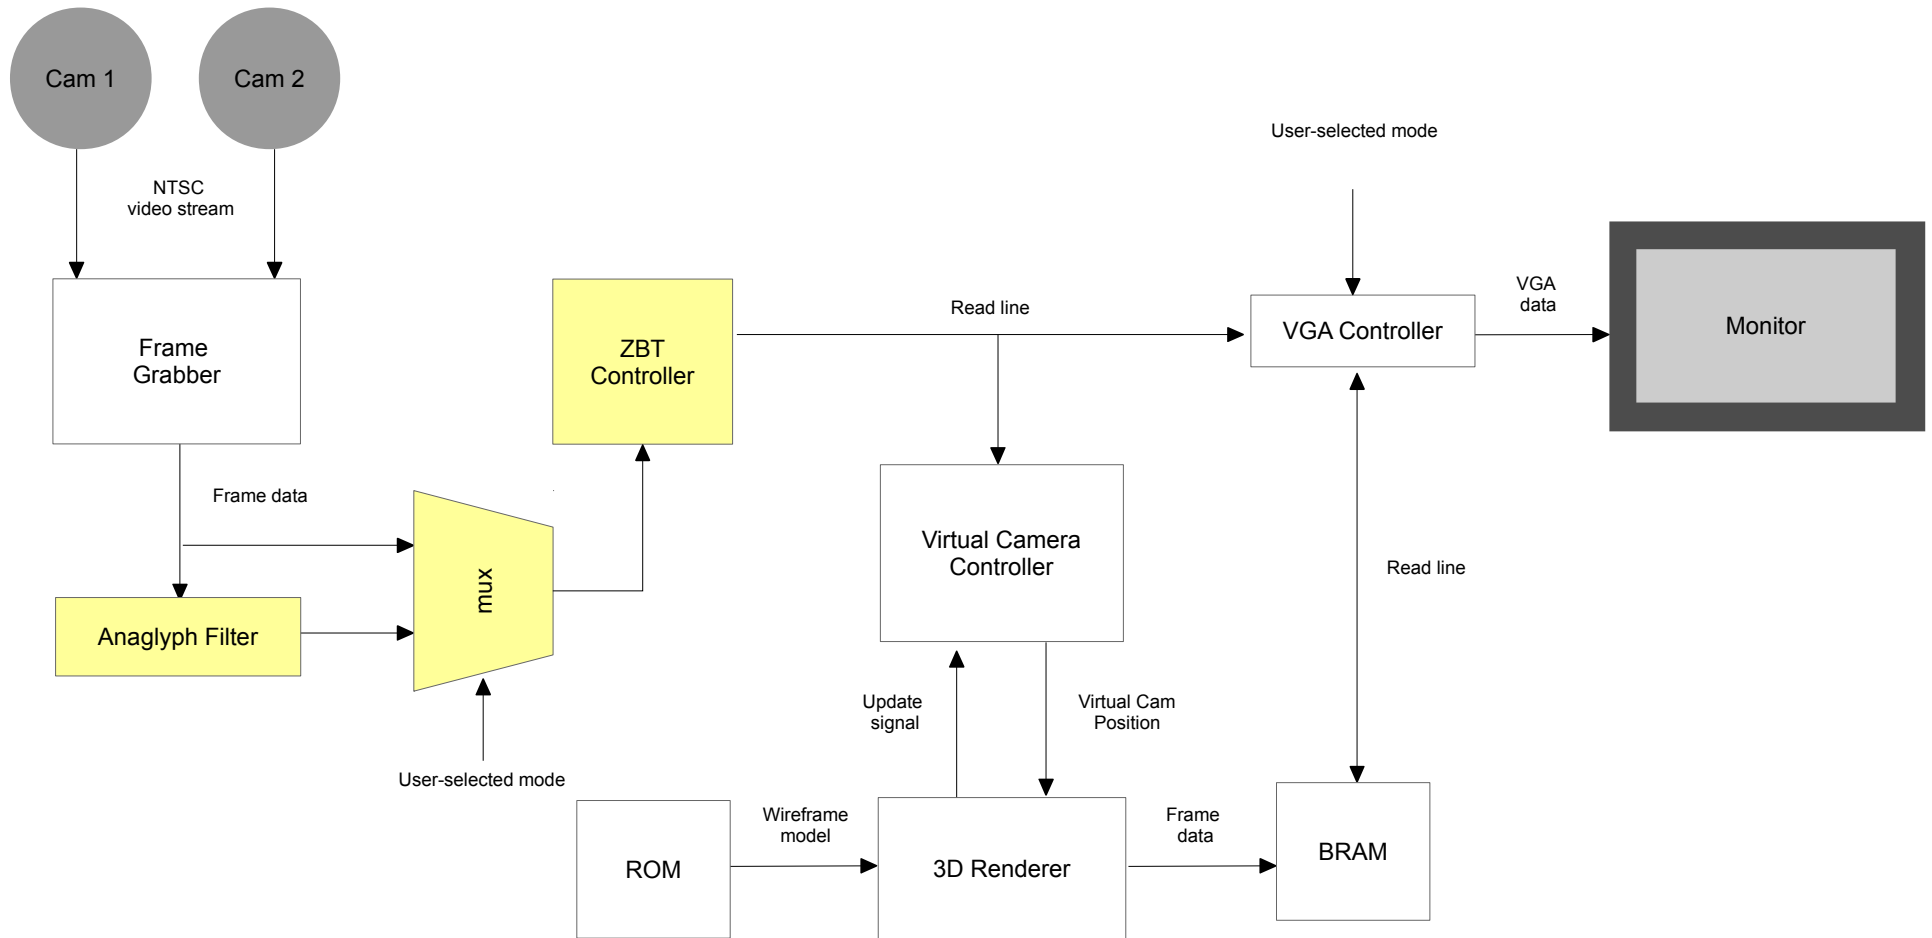 Cam 1
Cam 2
NTSC
video stream
User-selected mode
Frame
Grabber
ZBT
Controller
Read line
VGA Controller
VGA
data
Monitor
Frame data
mux
Anaglyph Filter
User-selected mode
Virtual Camera
Controller
Read line
Update
signal
Virtual Cam
Position
ROM
Wireframe
model
3D Renderer
Frame
data
BRAM